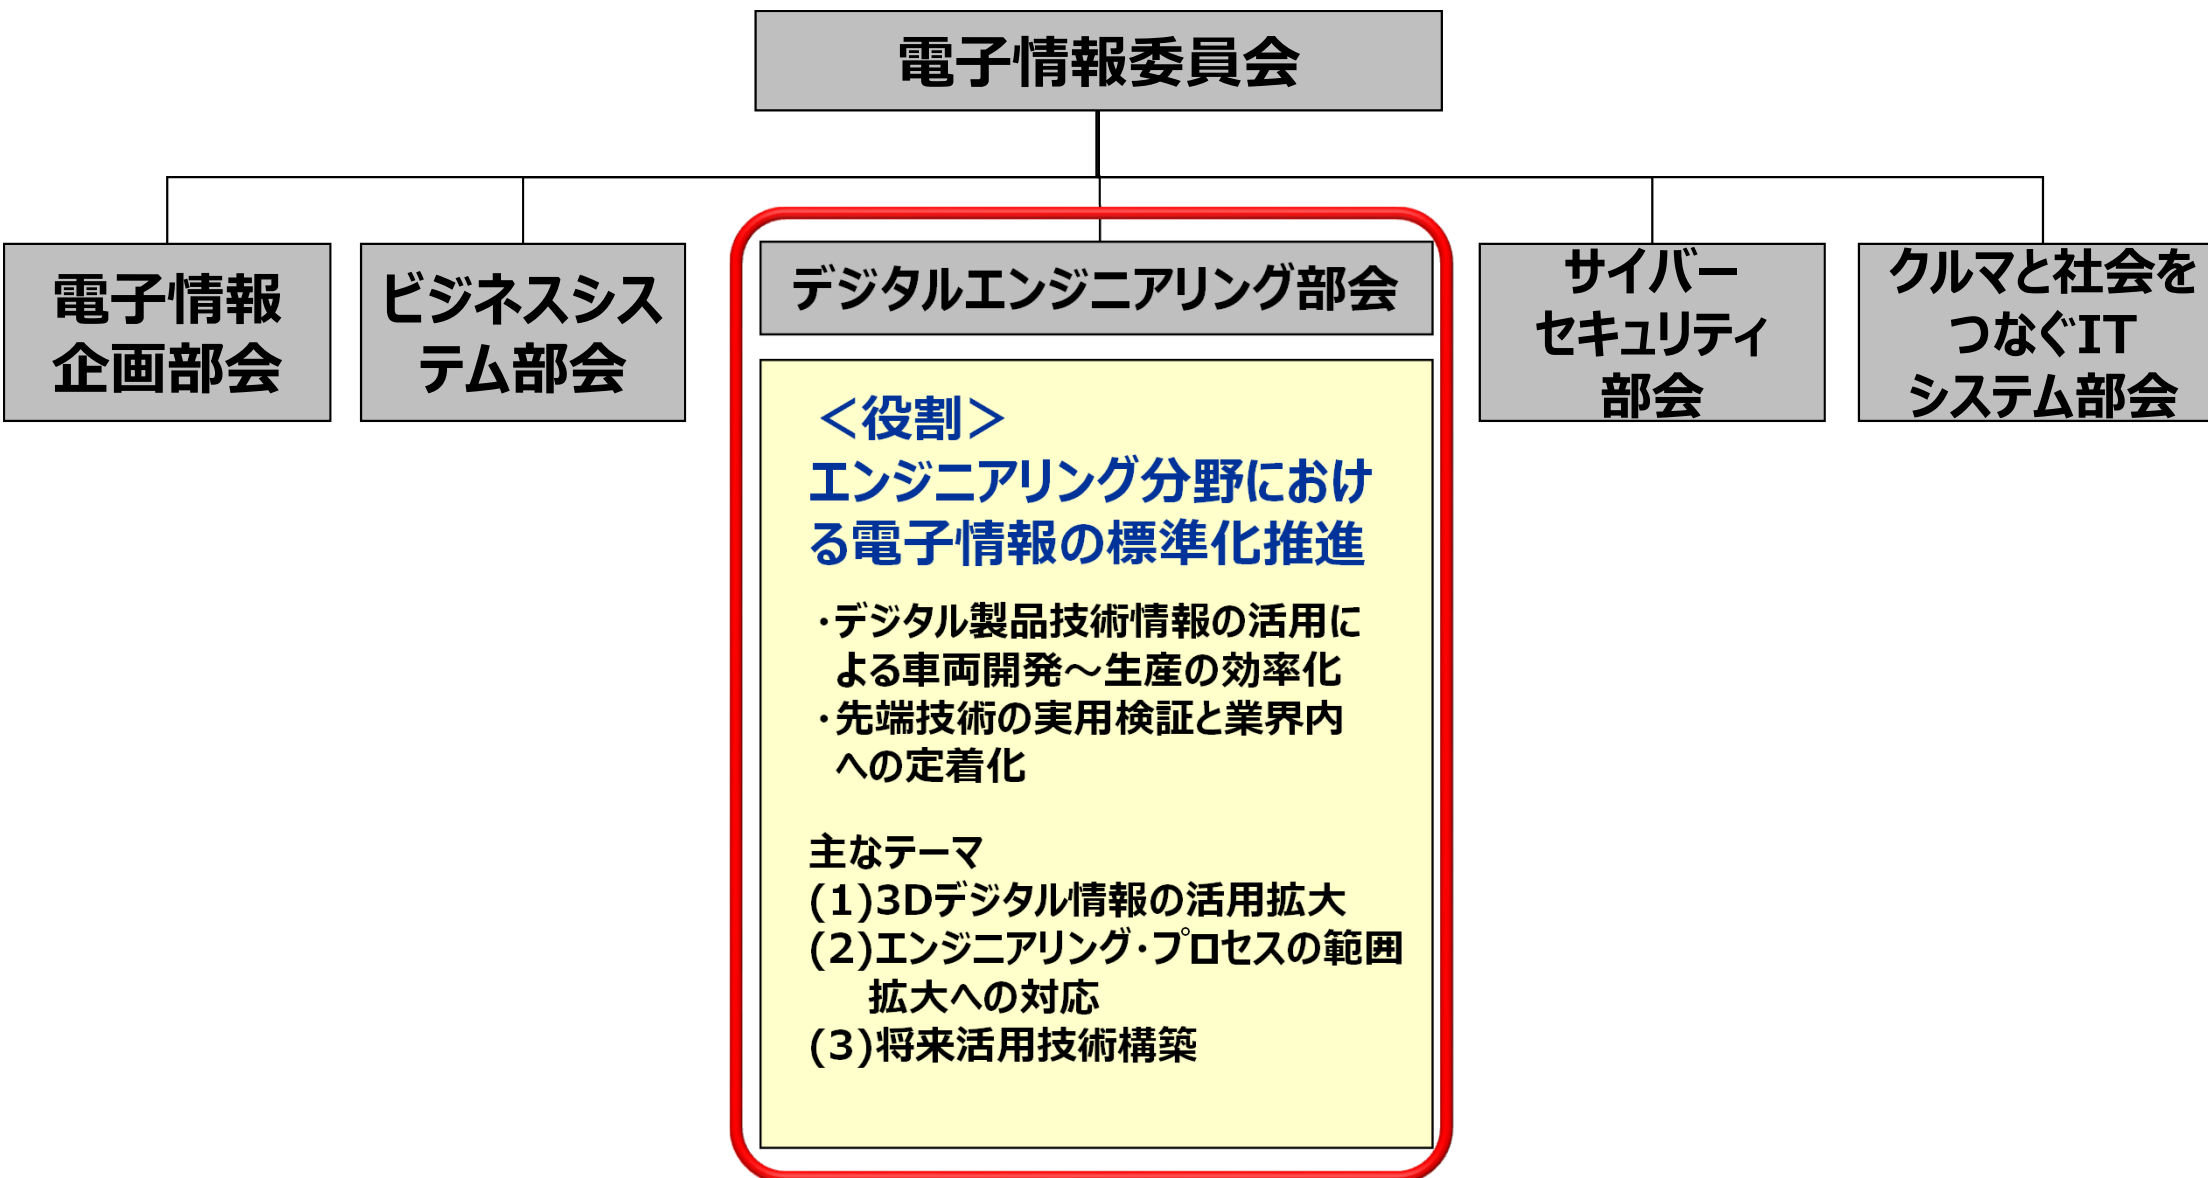 電子情報委員会
電子情報
企画部会
ビジネスシス
テム部会
デジタルエンジニアリング部会
＜役割＞
エンジニアリング分野におけ
る電子情報の標準化推進
・デジタル製品技術情報の活用に
よる車両開発～生産の効率化
・先端技術の実用検証と業界内
への定着化
主なテーマ
(1)3Dデジタル情報の活用拡大
(2)エンジニアリング・プロセスの範囲
拡大への対応
(3)将来活用技術構築
サイバー
セキュリティ
部会
クルマと社会を
つなぐIT
システム部会